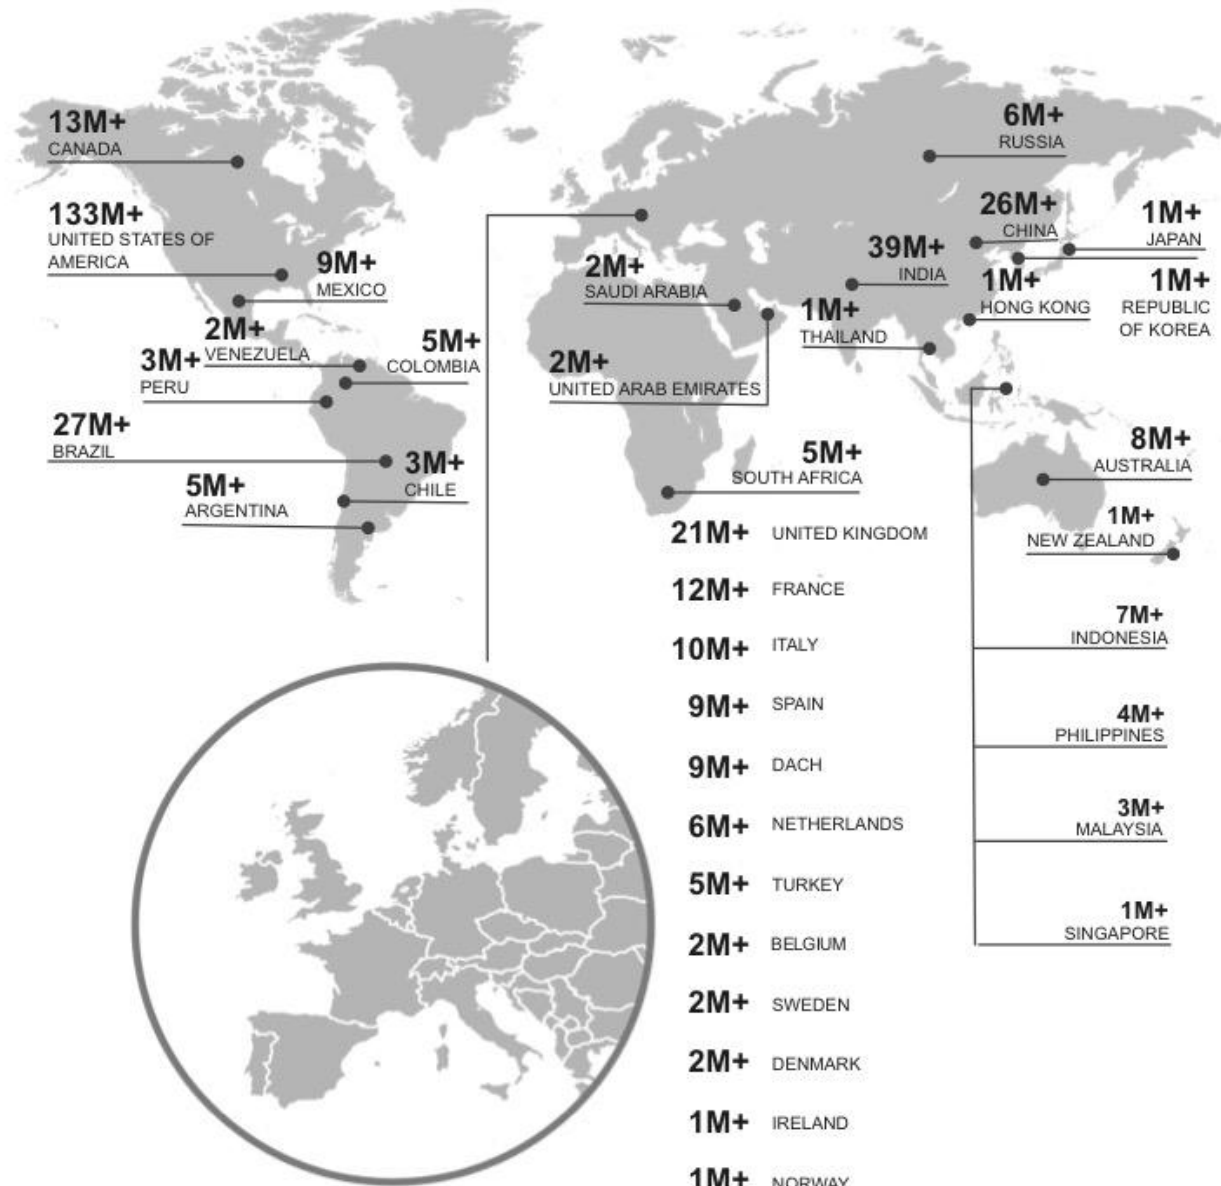 13M+
CANADA
133M+
UNITED STATES OF
AMERICA
9M+
MEXICO
2M+
VENEZUELA
3M+
PERU
5M+
COLOMBIA
27M+
BRAZIL
3M+
CHILE
5M+
ARGENTINA
6M+
RUSSIA
26M+
CHINA
1M+
JAPAN
39M+
INDIA
2M+
SAUDI ARABIA
1M+
THAILAND
1M+
HONG KONG
1M+
REPUBLIC
OF KOREA
2M+
UNITED ARAB EMIRATES
5M+
SOUTH AFRICA
8M+
AUSTRALIA
1M+
NEW ZEALAND
21M+ UNITED KINGDOM
12M+ FRANCE
10M+ ITALY
9M+ SPAIN
9M+ DACH
6M+ NETHERLANDS
5M+ TURKEY
2M+ BELGIUM
2M+ SWEDEN
2M+ DENMARK
1M+ IRELAND
1M+ NORWAY
7M+
INDONESIA
4M+
PHILIPPINES
3M+
MALAYSIA
1M+
SINGAPORE